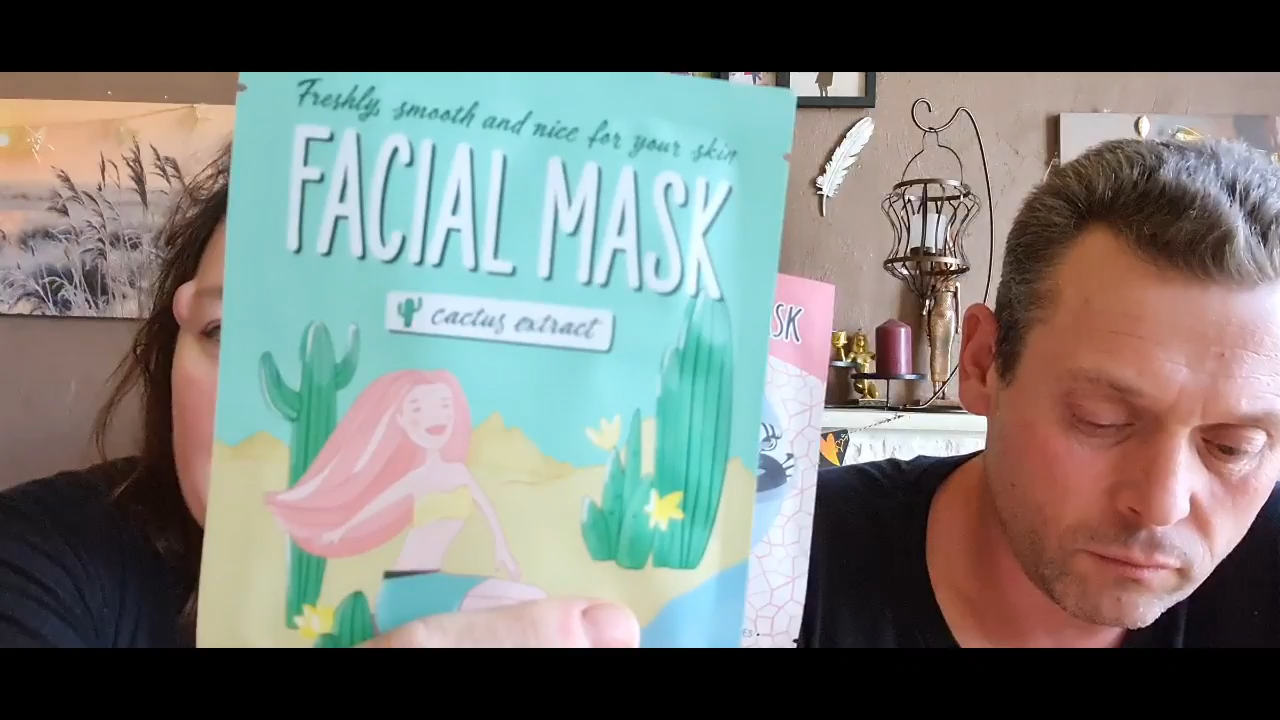 Freshly, smooth and nice for your skin
FACIAL MASK
cactus extract
SK